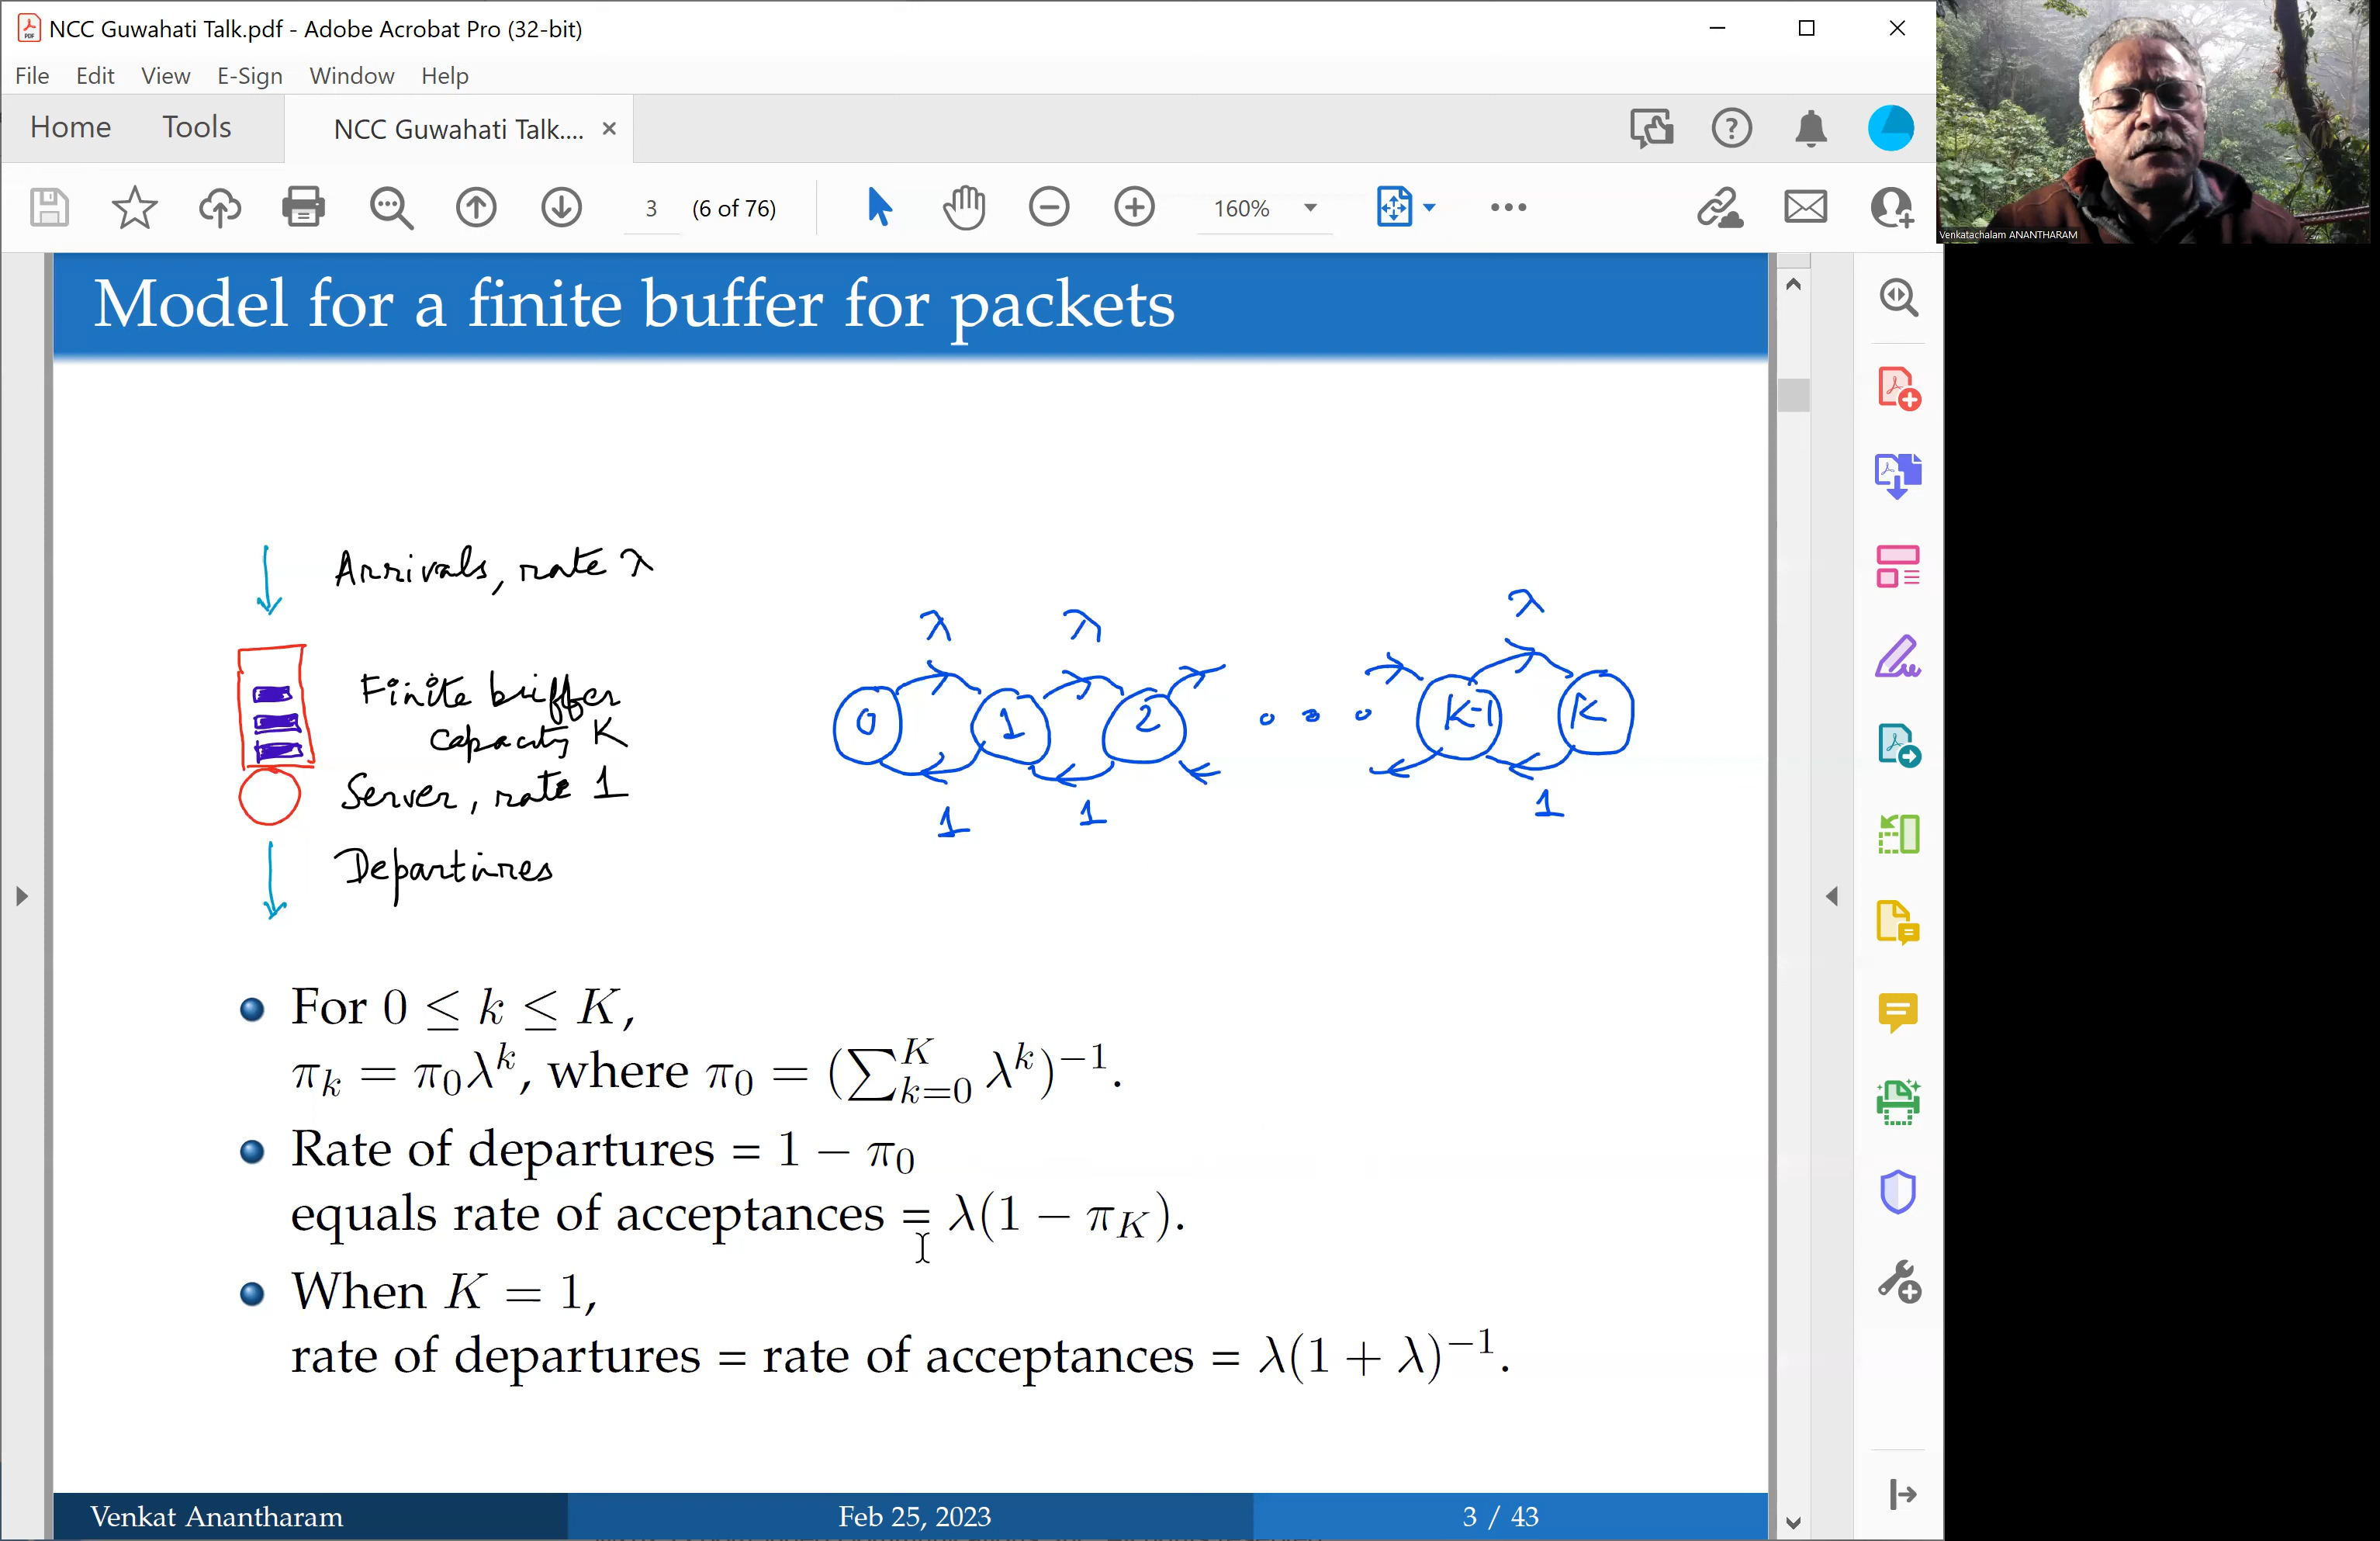 NCC Guwahati Talk.pdf - Adobe Acrobat Pro (32-bit)
File Edit View E-Sign Window Help
Home Tools NCC Guwahati Talk.... ×
3 (6 of 76) 160%
Venkatachalam ANANTHARAM
Model for a finite buffer for packets
Arrivals, rate λ
Finite buffer
capacity K
Server, rate 1
Departures
λ λ λ
0 1 2 K-1 K
1 1 1
For 0 ≤ k ≤ K,
π_k = π_0 λ^k, where π_0 = (∑_{k=0}^{K} λ^k)^{-1}.
Rate of departures = 1 − π_0
equals rate of acceptances = λ(1 − π_K).
When K = 1,
rate of departures = rate of acceptances = λ(1 + λ)^{-1}.
Venkat Anantharam Feb 25, 2023 3 / 43